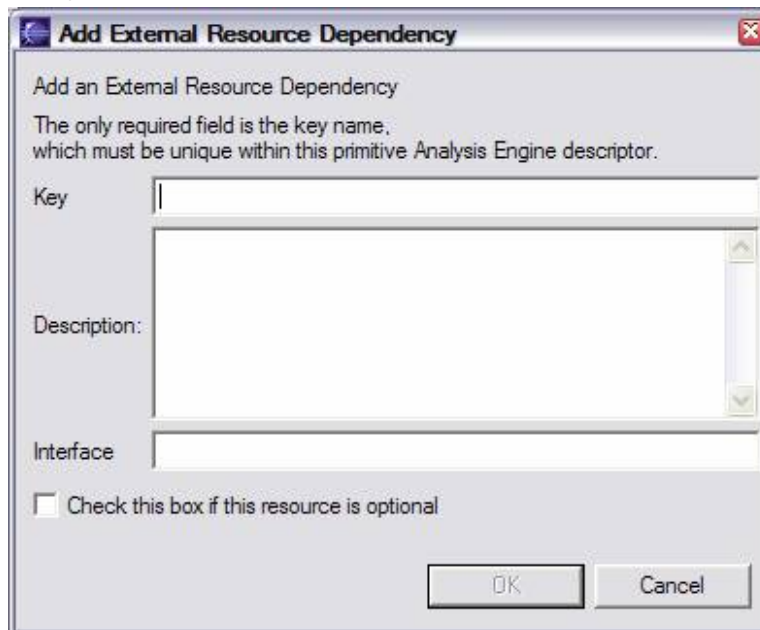 Add External Resource Dependency
Add an External Resource Dependency
The only required field is the key name,
which must be unique within this primitive Analysis Engine descriptor.
Key
Description:
Interface
Check this box if this resource is optional
OK
Cancel